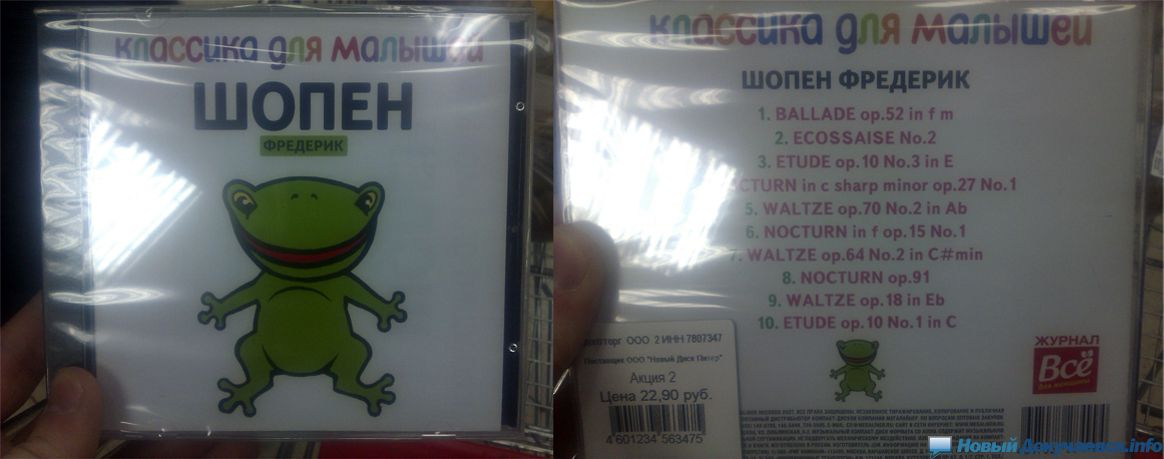 классика для малышей
ШОПЕН
ФРЕДЕРИК
классика для малышей
ШОПЕН ФРЕДЕРИК
1. BALLADE op.52 in f m
2. ECOSSAISE No.2
3. ETUDE op.10 No.3 in E
CTURN in c sharp minor op.27 No.1
5. WALTZE op.70 No.2 in Ab
6. NOCTURN in f op.15 No.1
7. WALTZE op.64 No.2 in C#min
8. NOCTURN op.91
9. WALTZE op.18 in Eb
10. ETUDE op.10 No.1 in C
ООО 2 ИНН 7807347
Поставщик ООО "Новый Диск Питер"
Акция 2
Цена 22,90 руб.
4601234 563475
ЖУРНАЛ
Всё
для женщины
Новый Докучаевск.info